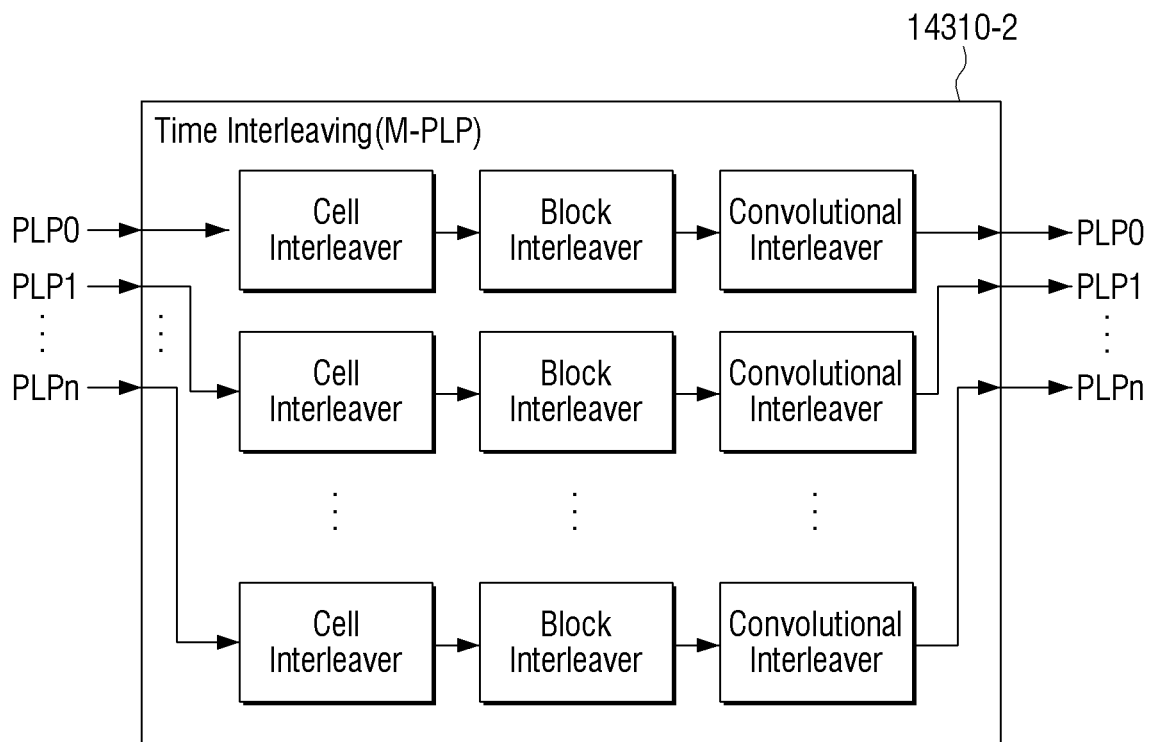 14310-2
Time Interleaving(M-PLP)
PLP0
Cell
Interleaver
Block
Interleaver
Convolutional
Interleaver
PLP0
PLP1
PLP1
PLPn
Cell
Interleaver
Block
Interleaver
Convolutional
Interleaver
PLPn
Cell
Interleaver
Block
Interleaver
Convolutional
Interleaver